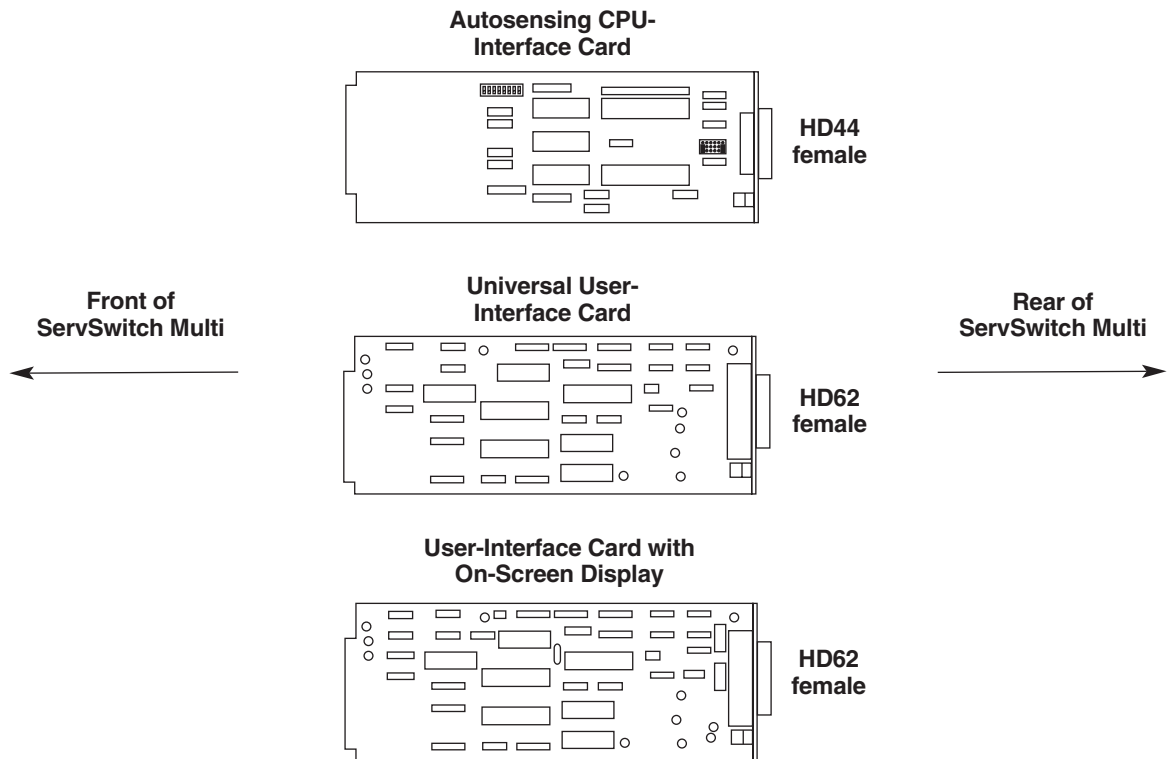 Autosensing CPU-
Interface Card
HD44
female
Universal User-
Interface Card
Front of
ServSwitch Multi
Rear of
ServSwitch Multi
HD62
female
User-Interface Card with
On-Screen Display
HD62
female